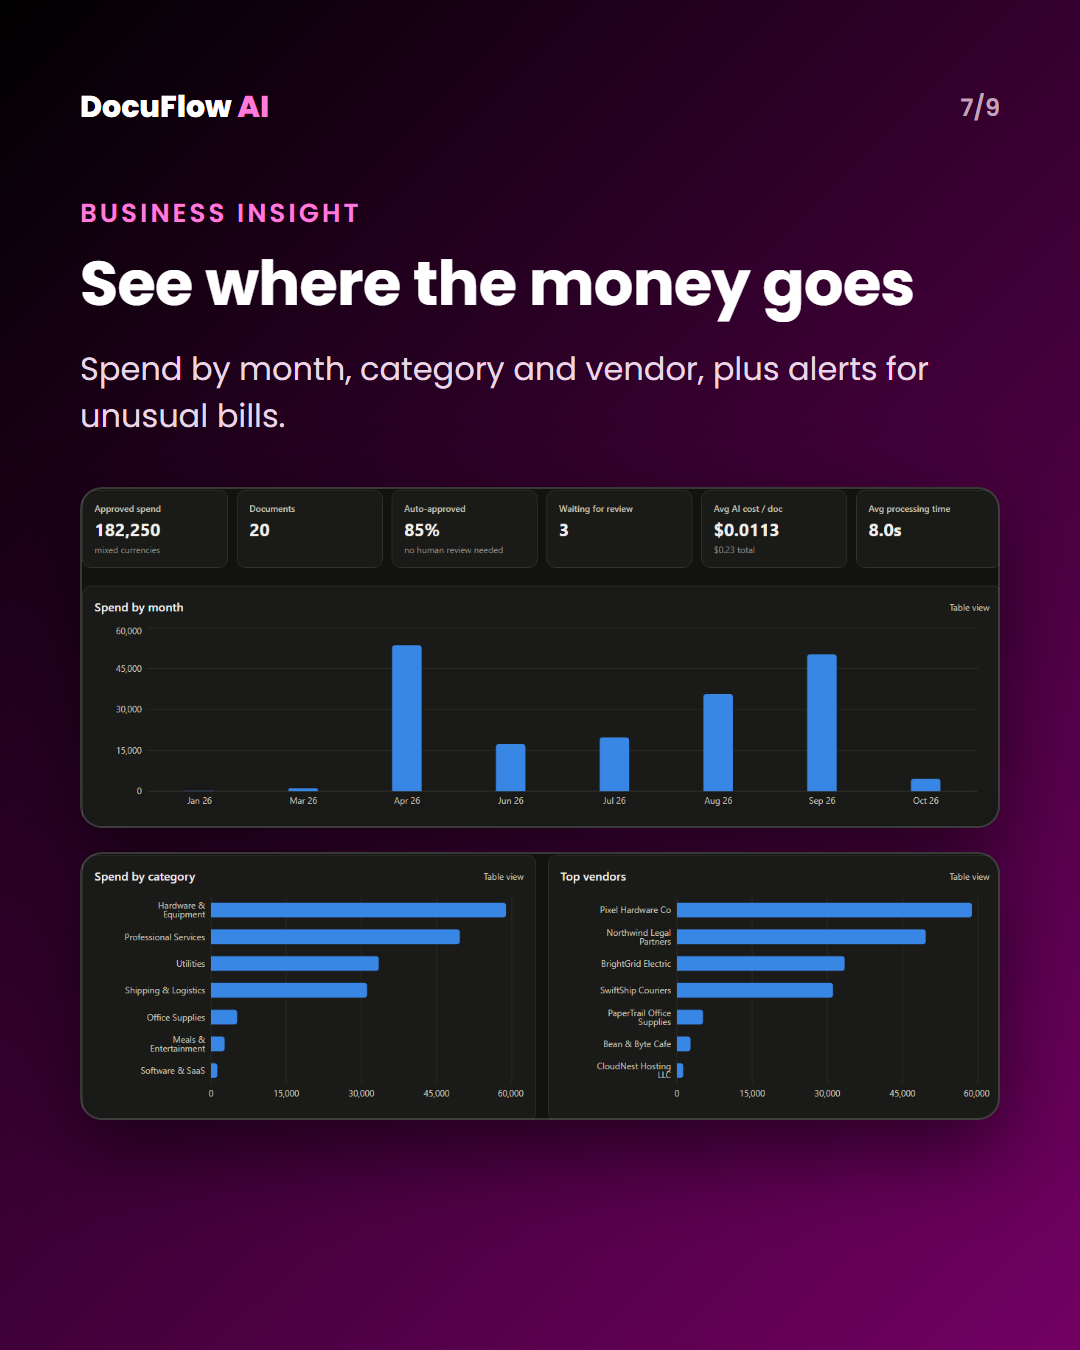 DocuFlow AI
7/9
BUSINESS INSIGHT
See where the money goes
Spend by month, category and vendor, plus alerts for
unusual bills.
Approved spend
182,250
mixed currencies
Documents
20
Auto-approved
85%
no human review needed
Waiting for review
3
Avg AI cost / doc
$0.0113
$0.23 total
Avg processing time
8.0s
Spend by month
Table view
60,000
45,000
30,000
15,000
0
Jan 26
Mar 26
Apr 26
Jun 26
Jul 26
Aug 26
Sep 26
Oct 26
Spend by category
Table view
Hardware &
Equipment
Professional Services
Utilities
Shipping & Logistics
Office Supplies
Meals &
Entertainment
Software & SaaS
0
15,000
30,000
45,000
60,000
Top vendors
Table view
Pixel Hardware Co
Northwind Legal
Partners
BrightGrid Electric
SwiftShip Couriers
PaperTrail Office
Supplies
Bean & Byte Cafe
CloudNest Hosting
LLC
0
15,000
30,000
45,000
60,000